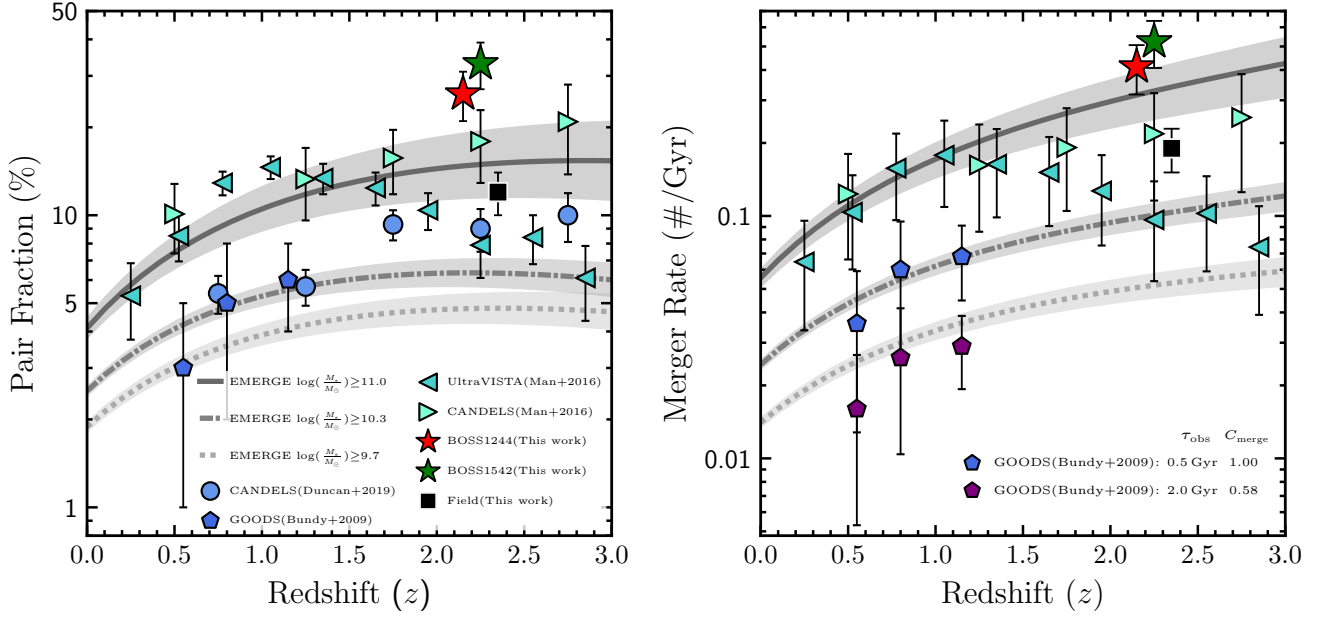 50
10
5
1
Pair Fraction (%)
EMERGE log(M*/M⊙)≥11.0
EMERGE log(M*/M⊙)≥10.3
EMERGE log(M*/M⊙)≥9.7
CANDELS(Duncan+2019)
GOODS(Bundy+2009)
UltraVISTA(Man+2016)
CANDELS(Man+2016)
BOSS1244(This work)
BOSS1542(This work)
Field(This work)
0.0 0.5 1.0 1.5 2.0 2.5 3.0
Redshift (z)
0.1
0.01
Merger Rate (#/Gyr)
τobs Cmerge
GOODS(Bundy+2009): 0.5 Gyr 1.00
GOODS(Bundy+2009): 2.0 Gyr 0.58
0.0 0.5 1.0 1.5 2.0 2.5 3.0
Redshift (z)